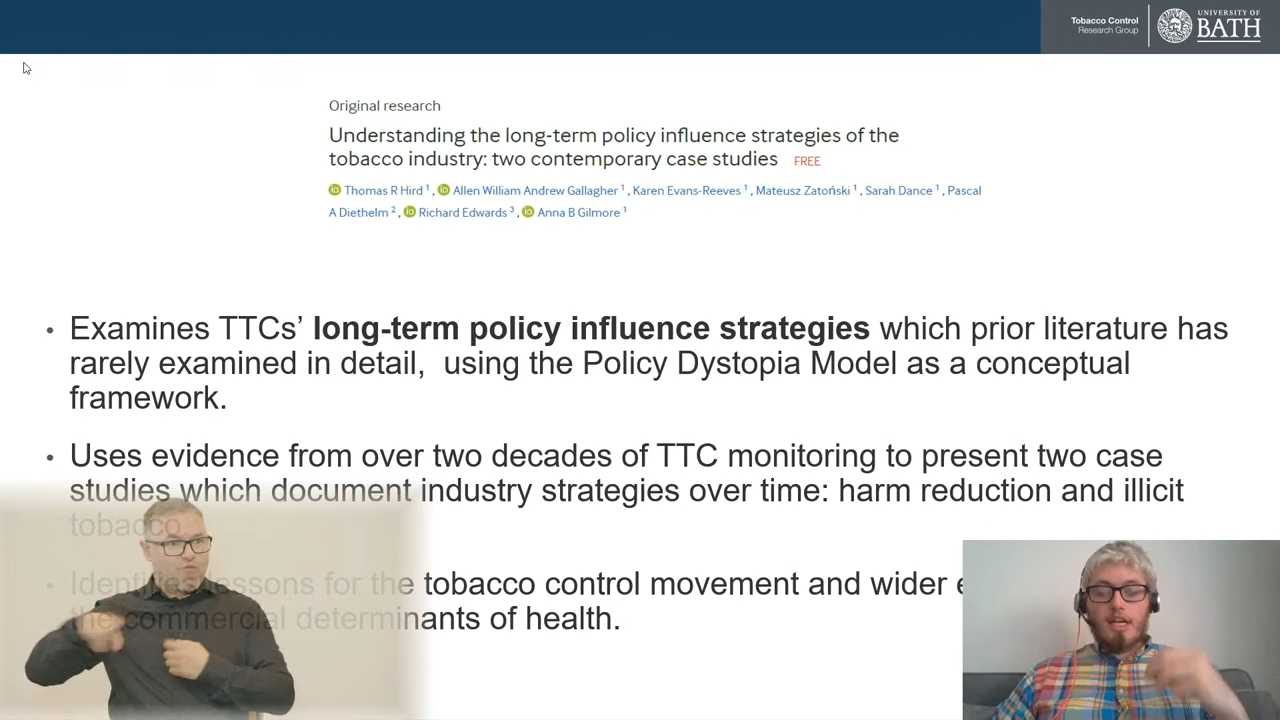 Tobacco Control
Research Group
UNIVERSITY OF
BATH
Original research
Understanding the long-term policy influence strategies of the
tobacco industry: two contemporary case studies FREE
Thomas R Hird 1, Allen William Andrew Gallagher 1, Karen Evans-Reeves 1, Mateusz Zatoński 1, Sarah Dance 1, Pascal
A Diethelm 2, Richard Edwards 3, Anna B Gilmore 1
• Examines TTCs’ long-term policy influence strategies which prior literature has
rarely examined in detail, using the Policy Dystopia Model as a conceptual
framework.
• Uses evidence from over two decades of TTC monitoring to present two case
studies which document industry strategies over time: harm reduction and illicit
tobacco
• Identifies lessons for the tobacco control movement and wider
the commercial determinants of health.